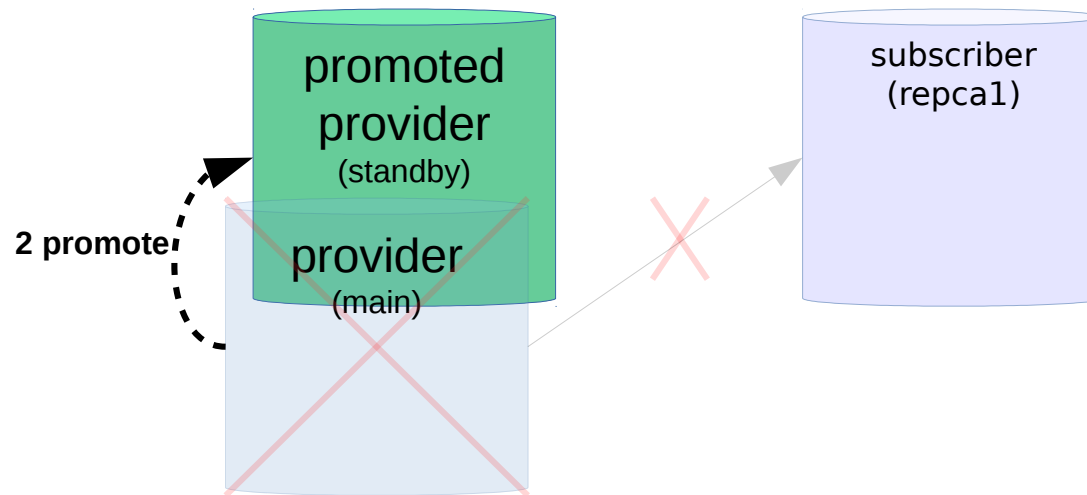 promoted
provider
(standby)
2 promote
provider
(main)
subscriber
(repca1)